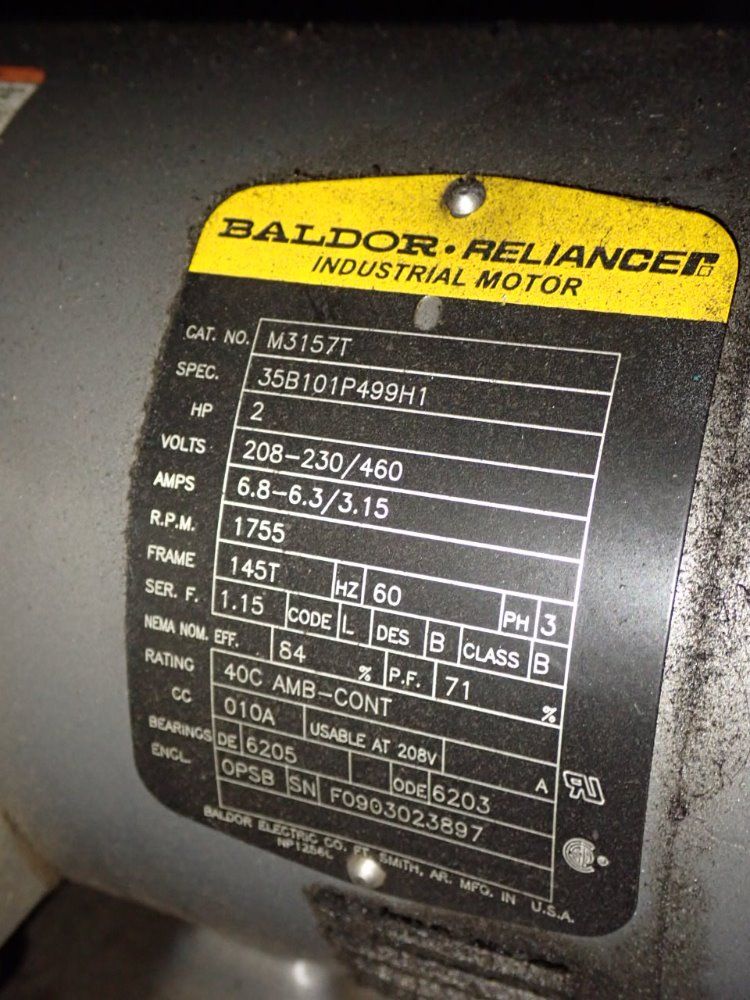 BALDOR • RELIANCER
INDUSTRIAL MOTOR
CAT. NO. M3157T
SPEC. 35B101P499H1
HP 2
VOLTS 208-230/460
AMPS 6.8-6.3/3.15
R.P.M. 1755
FRAME 145T HZ 60 PH 3
SER. F. 1.15 CODE L DES B CLASS B
NEMA NOM. EFF. 84 % P.F. 71 %
RATING 40C AMB-CONT
CC 010A USABLE AT 208V A
BEARINGS DE 6205 ODE 6203
ENCL. OPSB SN F0903023897
BALDOR ELECTRIC CO. FT. SMITH, AR. MFG. IN U.S.A.
NP1256L